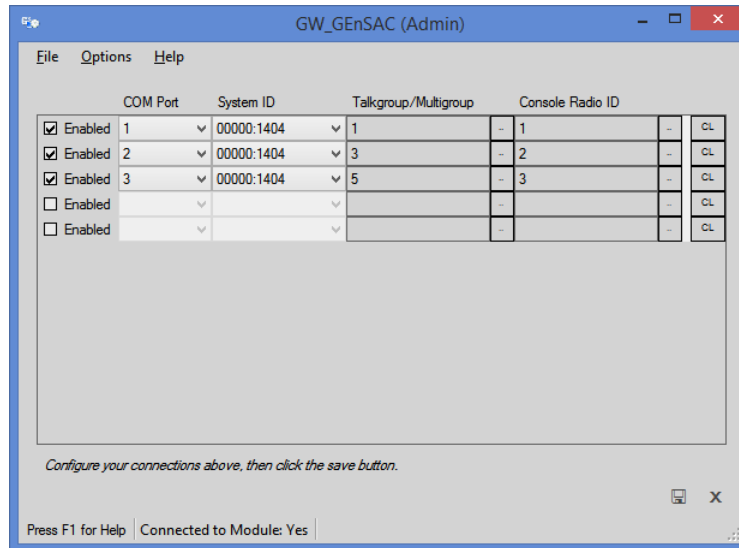 GW_GEnSAC (Admin)
File Options Help
COM Port System ID Talkgroup/Multigroup Console Radio ID
Enabled 1 00000:1404 1 .. 1 .. CL
Enabled 2 00000:1404 3 .. 2 .. CL
Enabled 3 00000:1404 5 .. 3 .. CL
Enabled .. .. CL
Enabled .. .. CL
Configure your connections above, then click the save button.
X
Press F1 for Help Connected to Module: Yes